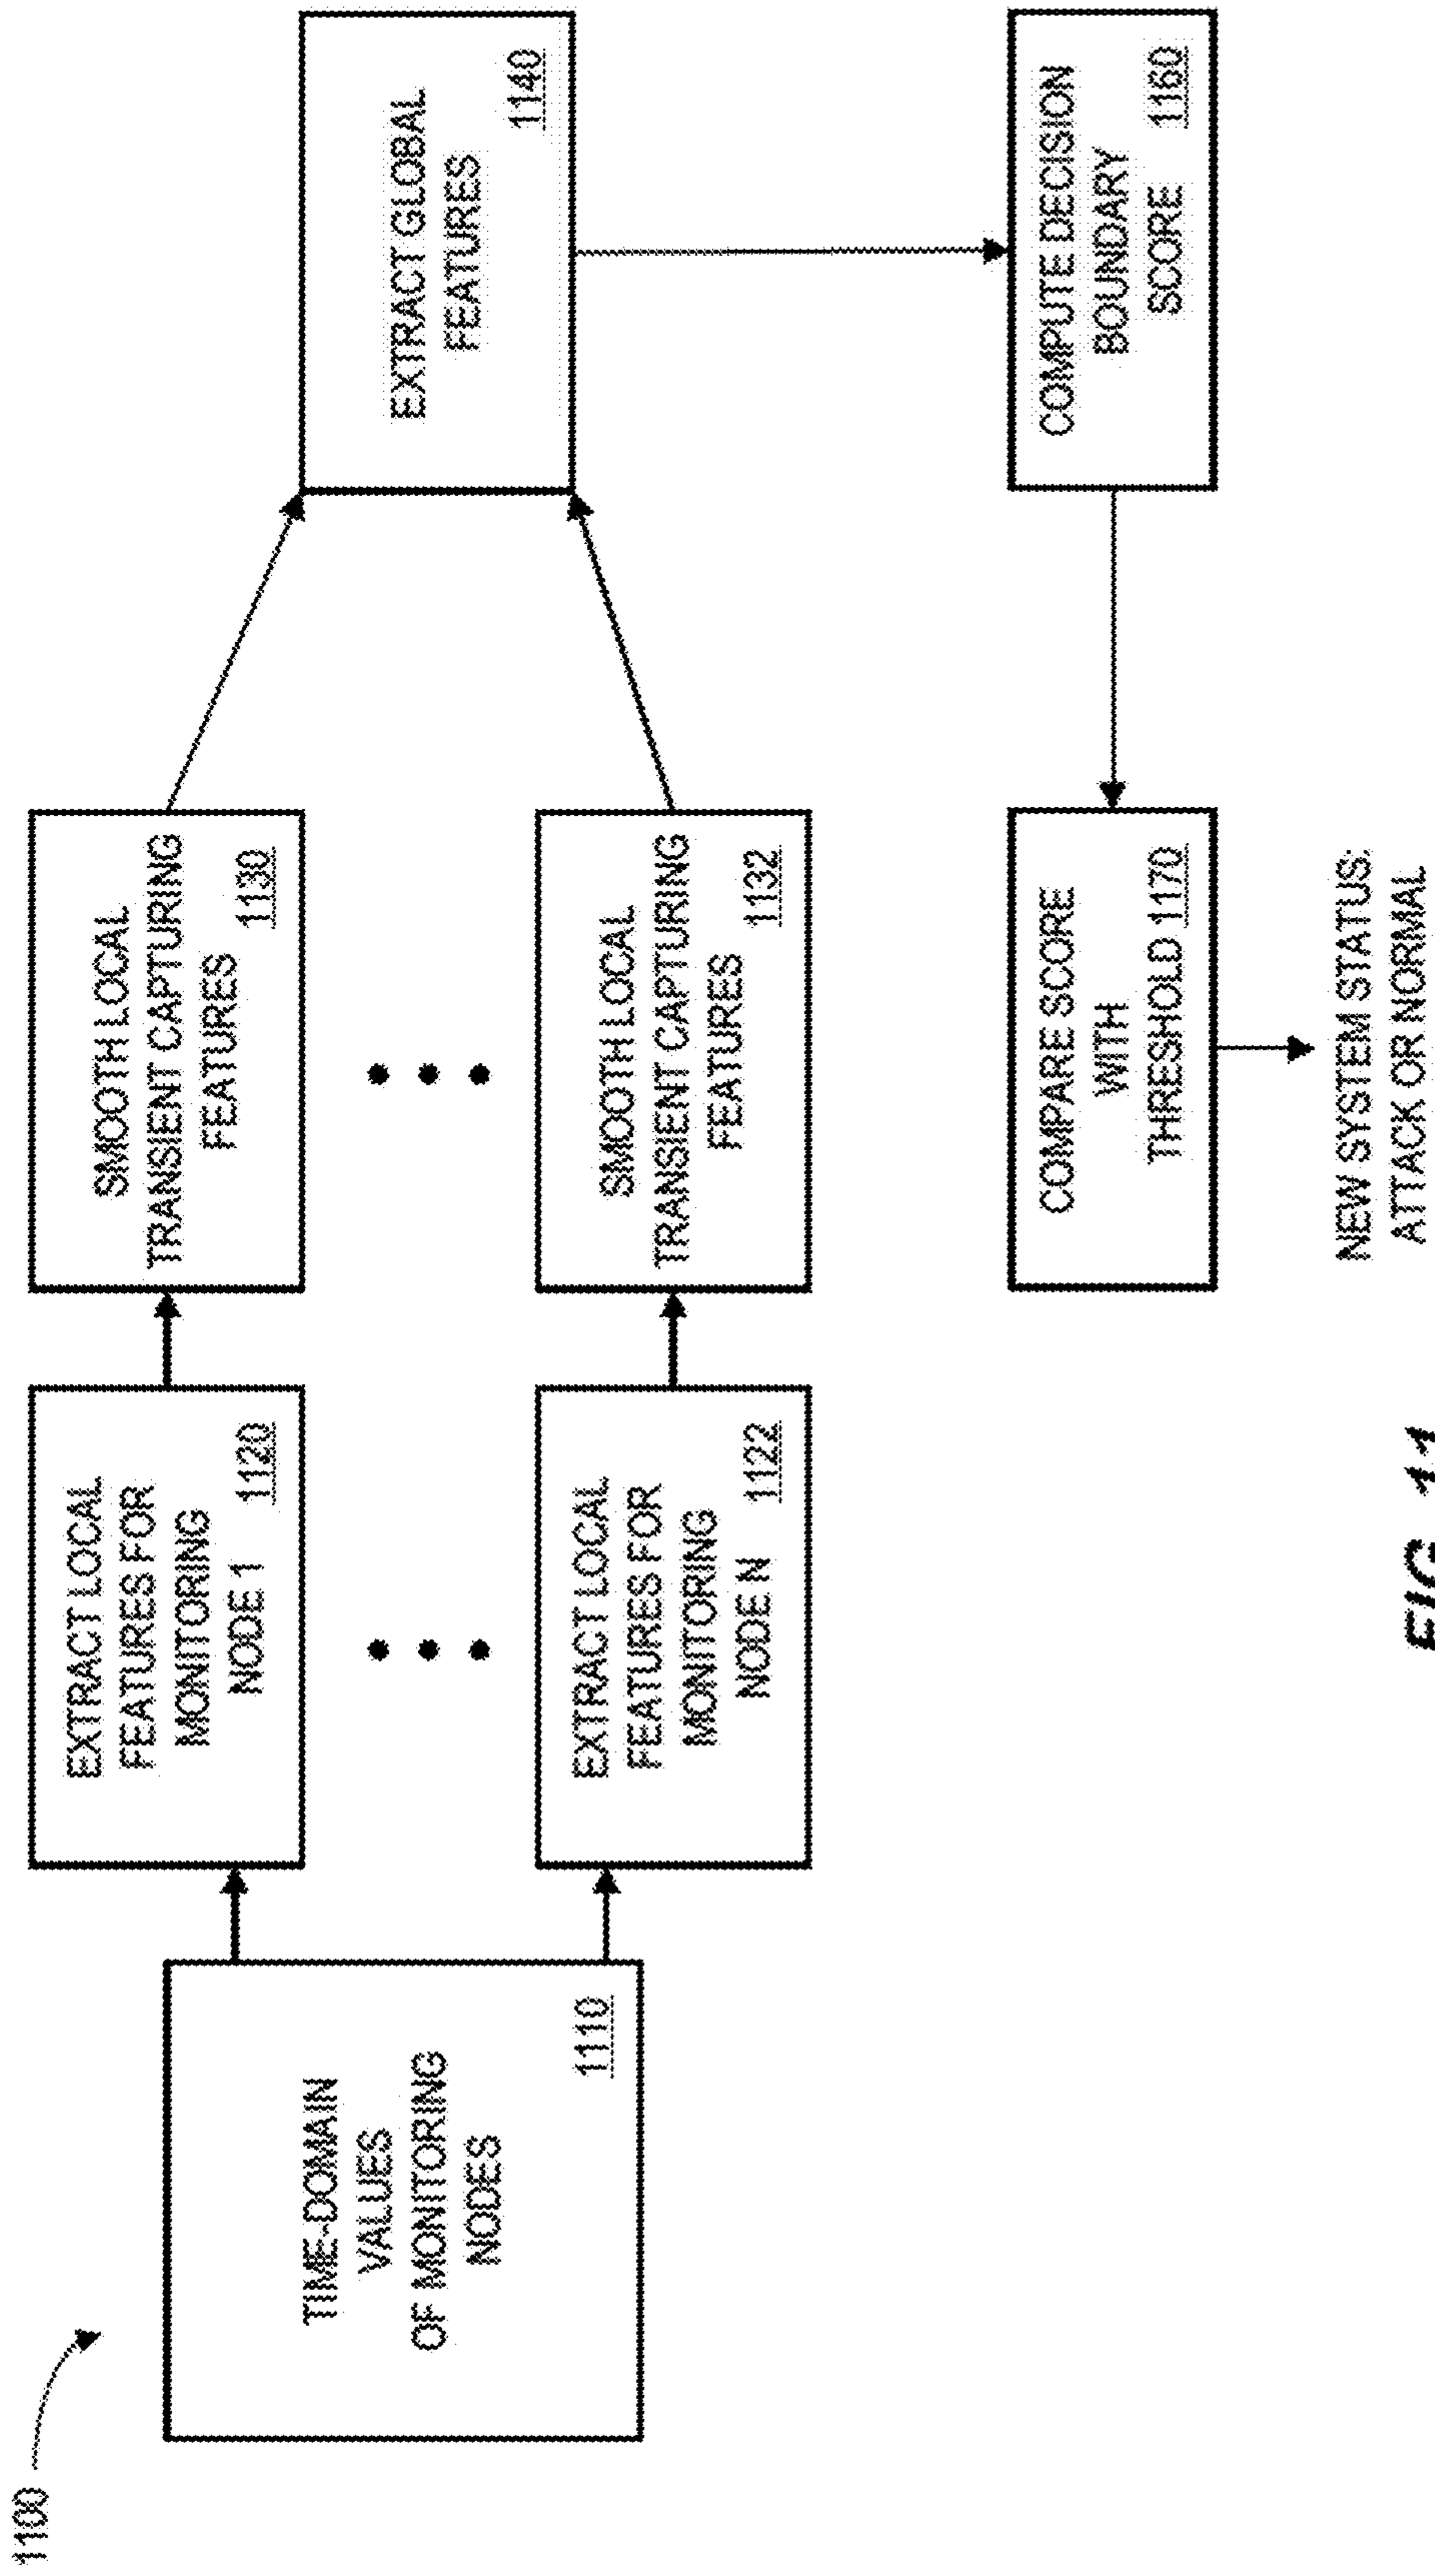 1100
TIME-DOMAIN
VALUES
OF MONITORING
NODES
1110
EXTRACT LOCAL
FEATURES FOR
MONITORING
NODE 1
1120
EXTRACT LOCAL
FEATURES FOR
MONITORING
NODE N
1122
SMOOTH LOCAL
TRANSIENT CAPTURING
FEATURES
1130
SMOOTH LOCAL
TRANSIENT CAPTURING
FEATURES
1132
EXTRACT GLOBAL
FEATURES
1140
COMPUTE DECISION
BOUNDARY
SCORE 1160
COMPARE SCORE
WITH
THRESHOLD 1170
NEW SYSTEM STATUS:
ATTACK OR NORMAL
FIG. 11